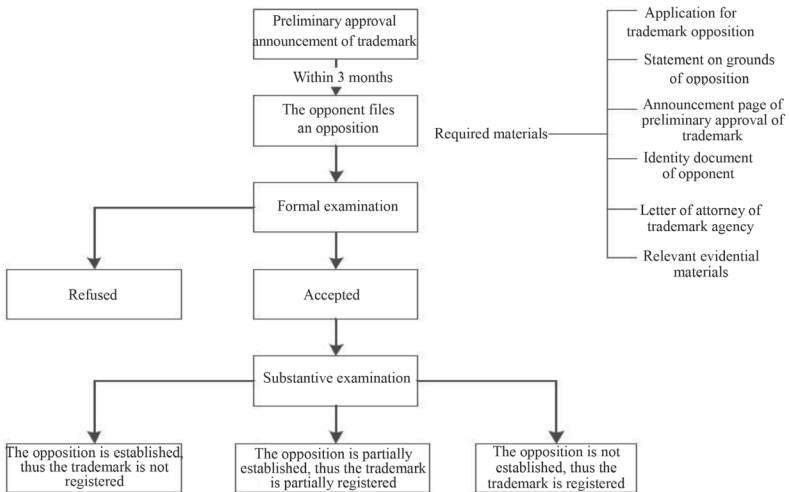 Preliminary approval
announcement of trademark
Within 3 months
The opponent files
an opposition
Formal examination
Refused
Accepted
Substantive examination
The opposition is established,
thus the trademark is not
registered
The opposition is partially
established, thus the trademark
is partially registered
The opposition is not
established, thus the
trademark is registered
Required materials
Application for
trademark opposition
Statement on grounds
of opposition
Announcement page of
preliminary approval of
trademark
Identity document
of opponent
Letter of attorney of
trademark agency
Relevant evidential
materials